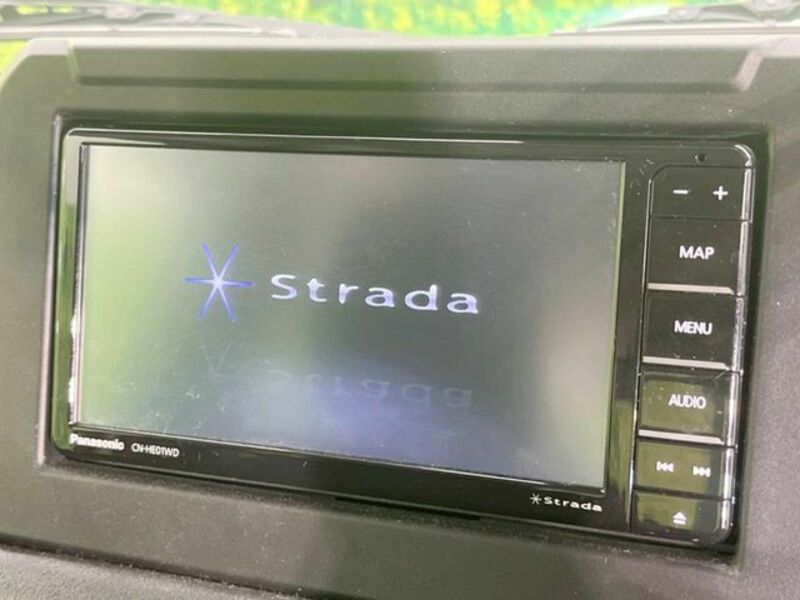 Strada
− +
MAP
MENU
AUDIO
Panasonic CN-HE01WD
Strada